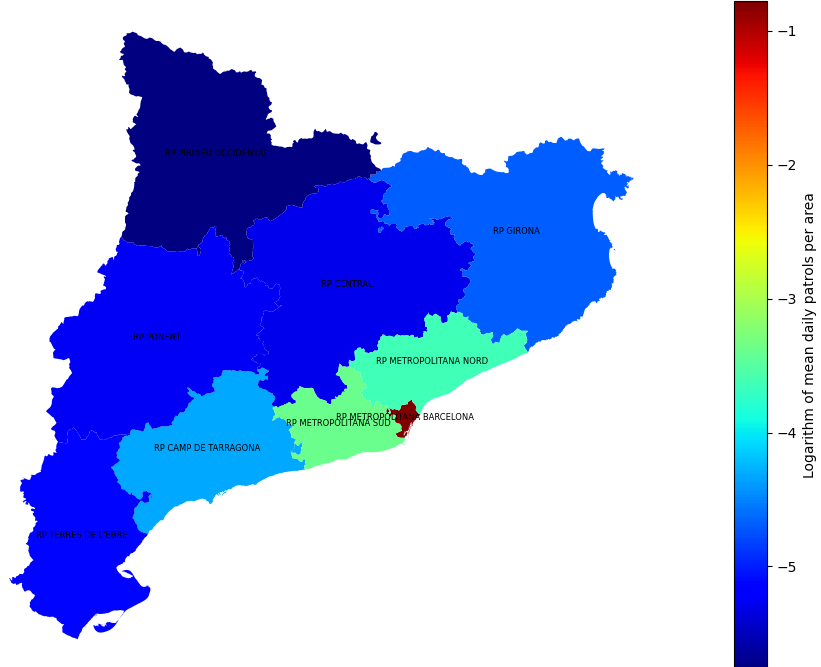 RP PIRINEU OCCIDENTAL
RP GIRONA
RP CENTRAL
RP PONENT
RP METROPOLITANA NORD
RP METROPOLITANA BARCELONA
RP METROPOLITANA SUD
RP CAMP DE TARRAGONA
RP TERRES DE L'EBRE
−1
−2
−3
−4
−5
Logarithm of mean daily patrols per area